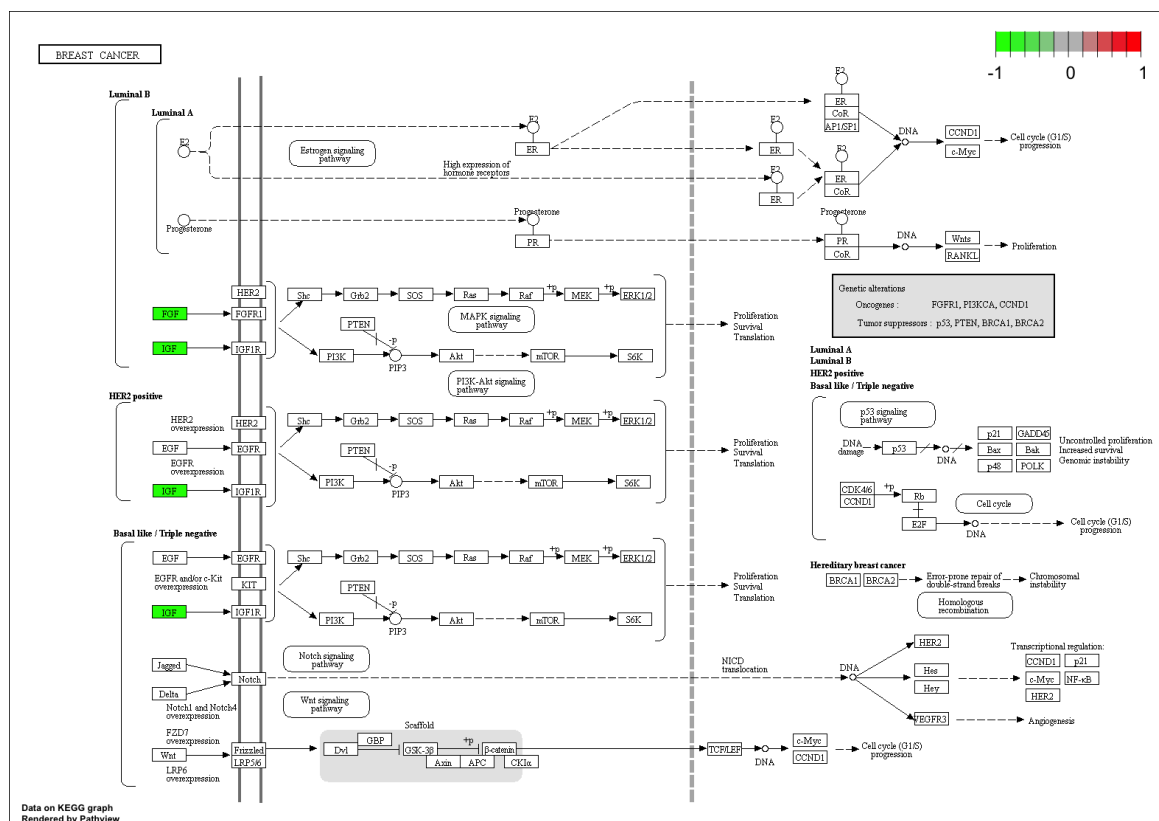 BREAST CANCER
-1 0 1
Luminal B
Luminal A
E2
Estrogen signaling
pathway
E2
ER
High expression of
hormone receptors
E2
ER
E2
ER
E2
ER
CoR
AP1/SP1
E2
ER
CoR
DNA
CCND1
c-Myc
Cell cycle (G1/S)
progression
Progesterone
Progesterone
PR
Progesterone
PR
CoR
DNA
Wnts
RANKL
Proliferation
HER2
FGF
FGFR1
IGF
IGF1R
Shc
Grb2
SOS
Ras
Raf
+p
MEK
+p
ERK1/2
MAPK signaling
pathway
PTEN
-p
PI3K
PIP3
Akt
mTOR
S6K
PI3K-Akt signaling
pathway
Proliferation
Survival
Translation
Genetic alterations
Oncogenes : FGFR1, PI3KCA, CCND1
Tumor suppressors : p53, PTEN, BRCA1, BRCA2
HER2 positive
HER2
overexpression
HER2
EGF
EGFR
EGFR
overexpression
IGF
IGF1R
Shc
Grb2
SOS
Ras
Raf
+p
MEK
+p
ERK1/2
PTEN
-p
PI3K
PIP3
Akt
mTOR
S6K
Proliferation
Survival
Translation
Luminal A
Luminal B
HER2 positive
Basal like / Triple negative
p53 signaling
pathway
DNA
damage
p53
DNA
p21
GADD45
Bax
Bak
p48
POLK
Uncontrolled proliferation
Increased survival
Genomic instability
CDK4/6
CCND1
+p
Rb
E2F
Cell cycle
DNA
Cell cycle (G1/S)
progression
Basal like / Triple negative
EGF
EGFR
EGFR and/or c-Kit
overexpression
KIT
IGF
IGF1R
Shc
Grb2
SOS
Ras
Raf
+p
MEK
+p
ERK1/2
PTEN
-p
PI3K
PIP3
Akt
mTOR
S6K
Proliferation
Survival
Translation
Hereditary breast cancer
BRCA1
BRCA2
Error-prone repair of
double-strand breaks
Chromosomal
instability
Homologous
recombination
Jagged
Delta
Notch
Notch1 and Notch4
overexpression
Notch signaling
pathway
NICD
translocation
DNA
HER2
Hes
Hey
VEGFR3
Transcriptional regulation:
CCND1
p21
c-Myc
NF-κB
HER2
Angiogenesis
Wnt signaling
pathway
FZD7
overexpression
Wnt
LRP6
overexpression
Frizzled
LRP5/6
Scaffold
Dvl
GBP
GSK-3β
+p
β-catenin
Axin
APC
CKIα
TCF/LEF
DNA
c-Myc
CCND1
Cell cycle (G1/S)
progression
Data on KEGG graph
Rendered by Pathview